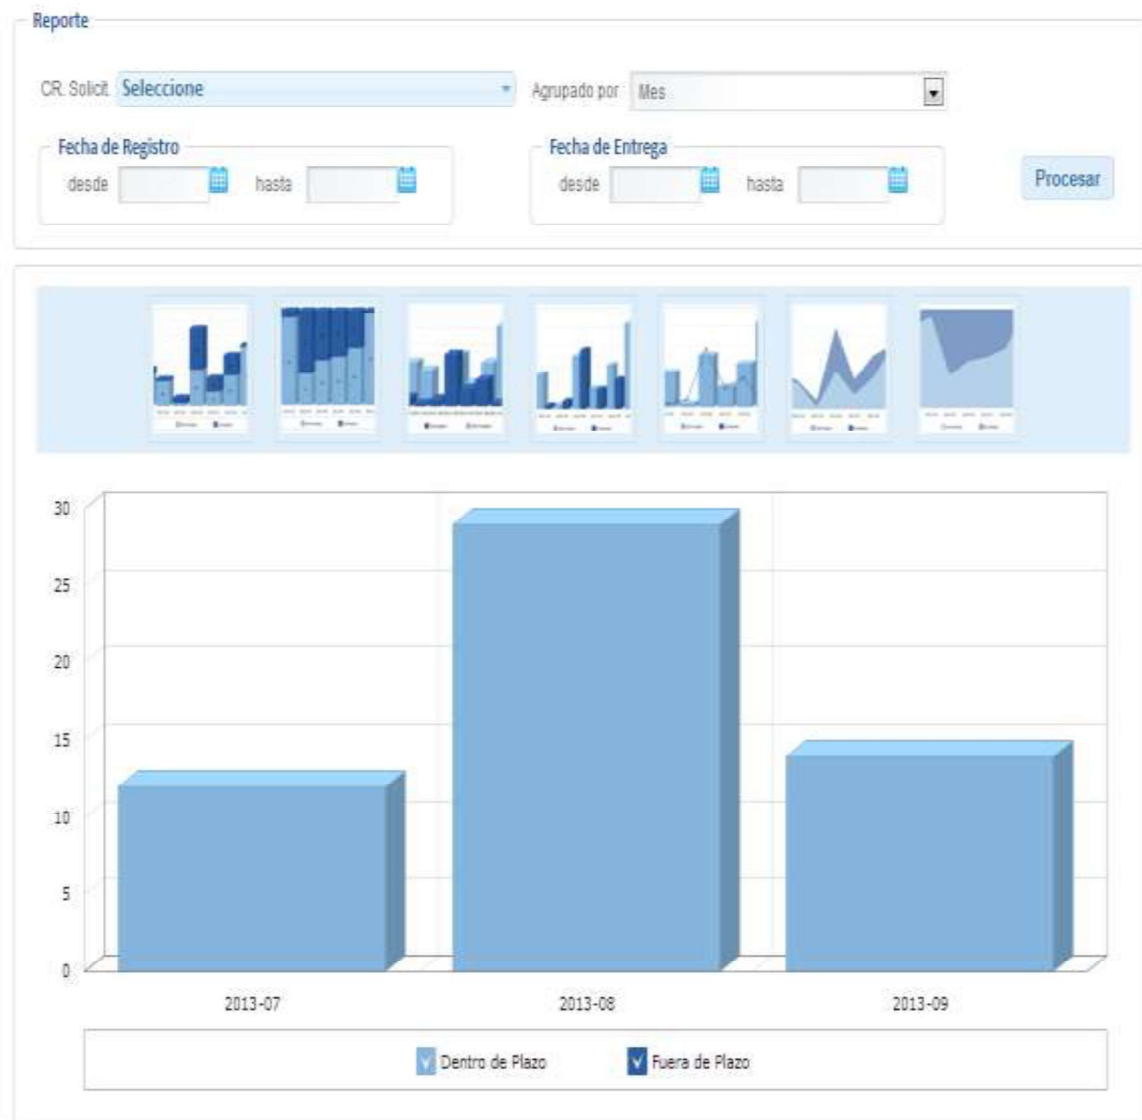 Reporte
CR. Solicit. Seleccione Agrupado por Mes
Fecha de Registro Fecha de Entrega
desde hasta desde hasta Procesar
30
25
20
15
10
5
0
2013-07 2013-08 2013-09
Dentro de Plazo Fuera de Plazo